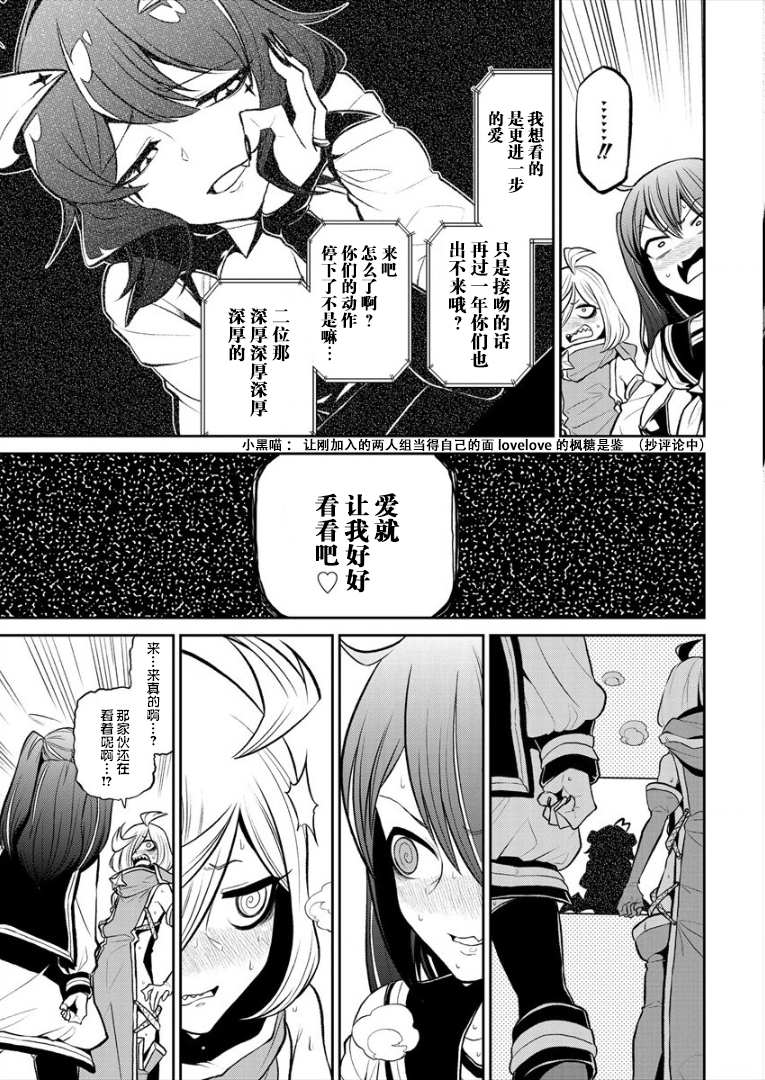 、、、、、、!!
我想看的
是更进一步
的爱
只是接吻的话
再过一年你们也
出不来哦？
来吧
怎么了啊？
你们的动作
停下了不是嘛…
二位那
深厚深厚深厚
深厚的
小黑喵： 让刚加入的两人组当得自己的面 lovelove 的枫糖是鉴 （抄评论中）
爱就
让我好好
看看吧♡
来…来真的啊…？
那家伙还在
看着呢啊…!?